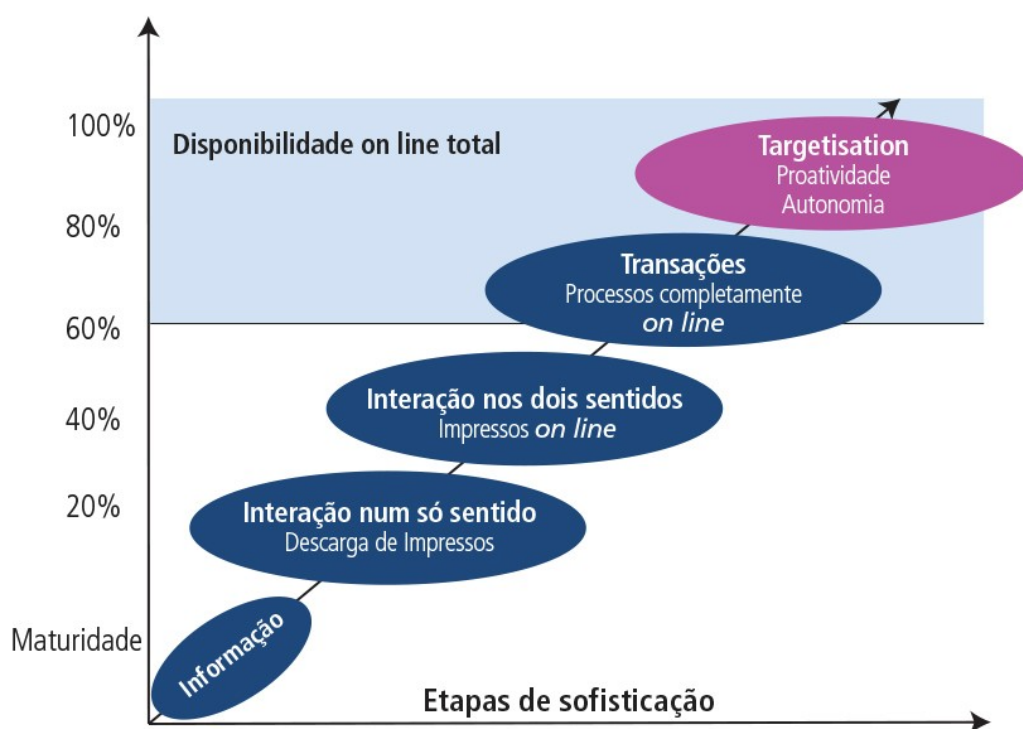 100%
Disponibilidade on line total
Targetisation
Proatividade
Autonomia
80%
Transações
Processos completamente
on line
60%
Interação nos dois sentidos
Impressos on line
40%
20%
Interação num só sentido
Descarga de Impressos
Maturidade
Informação
Etapas de sofisticação